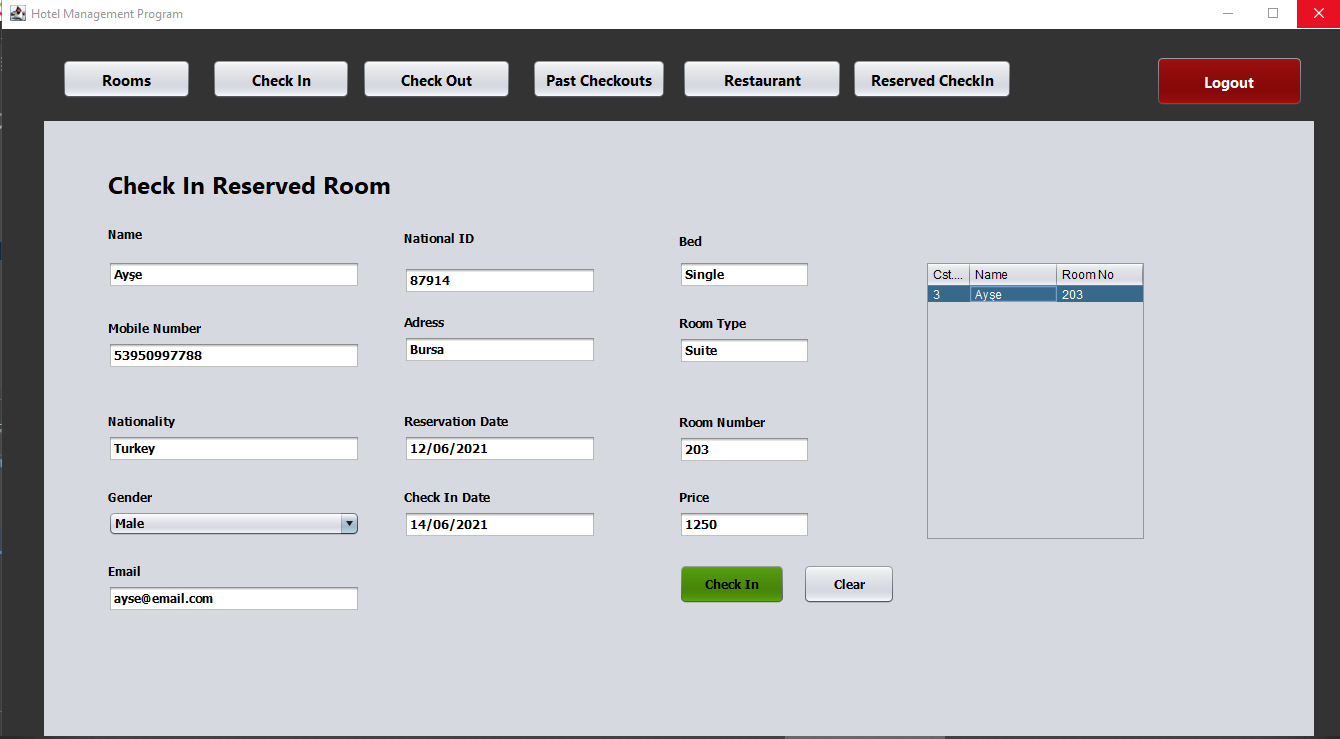 Hotel Management Program
Rooms
Check In
Check Out
Past Checkouts
Restaurant
Reserved CheckIn
Logout
Check In Reserved Room
Name
Ayşe
Mobile Number
53950997788
Nationality
Turkey
Gender
Male
Email
ayse@email.com
National ID
87914
Adress
Bursa
Reservation Date
12/06/2021
Check In Date
14/06/2021
Bed
Single
Room Type
Suite
Room Number
203
Price
1250
Check In
Clear
Cst.... Name Room No
3 Ayşe 203